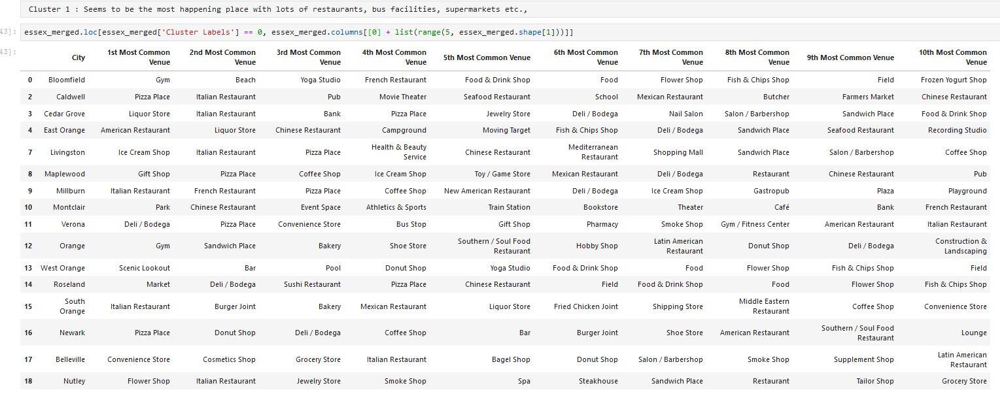 Cluster 1 : Seems to be the most happening place with lots of restaurants, bus facilities, supermarkets etc.,
43]: essex_merged.loc[essex_merged['Cluster Labels'] == 0, essex_merged.columns[[0] + list(range(5, essex_merged.shape[1]))]]
43]:
City 1st Most Common Venue 2nd Most Common Venue 3rd Most Common Venue 4th Most Common Venue 5th Most Common Venue 6th Most Common Venue 7th Most Common Venue 8th Most Common Venue 9th Most Common Venue 10th Most Common Venue
0 Bloomfield Gym Beach Yoga Studio French Restaurant Food & Drink Shop Food Flower Shop Fish & Chips Shop Field Frozen Yogurt Shop
2 Caldwell Pizza Place Italian Restaurant Pub Movie Theater Seafood Restaurant School Mexican Restaurant Butcher Farmers Market Chinese Restaurant
3 Cedar Grove Liquor Store Italian Restaurant Bank Pizza Place Jewelry Store Deli / Bodega Nail Salon Salon / Barbershop Sandwich Place Food & Drink Shop
4 East Orange American Restaurant Liquor Store Chinese Restaurant Campground Moving Target Fish & Chips Shop Deli / Bodega Sandwich Place Seafood Restaurant Recording Studio
7 Livingston Ice Cream Shop Italian Restaurant Pizza Place Health & Beauty Service Chinese Restaurant Mediterranean Restaurant Shopping Mall Sandwich Place Salon / Barbershop Coffee Shop
8 Maplewood Gift Shop Pizza Place Coffee Shop Ice Cream Shop Toy / Game Store Mexican Restaurant Deli / Bodega Restaurant Chinese Restaurant Pub
9 Millburn Italian Restaurant French Restaurant Pizza Place Coffee Shop New American Restaurant Deli / Bodega Ice Cream Shop Gastropub Plaza Playground
10 Montclair Park Chinese Restaurant Event Space Athletics & Sports Train Station Bookstore Theater Café Bank French Restaurant
11 Verona Deli / Bodega Pizza Place Convenience Store Bus Stop Gift Shop Pharmacy Smoke Shop Gym / Fitness Center American Restaurant Italian Restaurant
12 Orange Gym Sandwich Place Bakery Shoe Store Southern / Soul Food Restaurant Hobby Shop Latin American Restaurant Donut Shop Deli / Bodega Construction & Landscaping
13 West Orange Scenic Lookout Bar Pool Donut Shop Yoga Studio Food & Drink Shop Food Flower Shop Fish & Chips Shop Field
14 Roseland Market Deli / Bodega Sushi Restaurant Pizza Place Chinese Restaurant Field Food & Drink Shop Food Flower Shop Fish & Chips Shop
15 South Orange Italian Restaurant Burger Joint Bakery Mexican Restaurant Liquor Store Fried Chicken Joint Shipping Store Middle Eastern Restaurant Coffee Shop Convenience Store
16 Newark Pizza Place Donut Shop Deli / Bodega Coffee Shop Bar Burger Joint Shoe Store American Restaurant Southern / Soul Food Restaurant Lounge
17 Belleville Convenience Store Cosmetics Shop Grocery Store Italian Restaurant Bagel Shop Donut Shop Salon / Barbershop Smoke Shop Supplement Shop Latin American Restaurant
18 Nutley Flower Shop Italian Restaurant Jewelry Store Smoke Shop Spa Steakhouse Sandwich Place Restaurant Tailor Shop Grocery Store